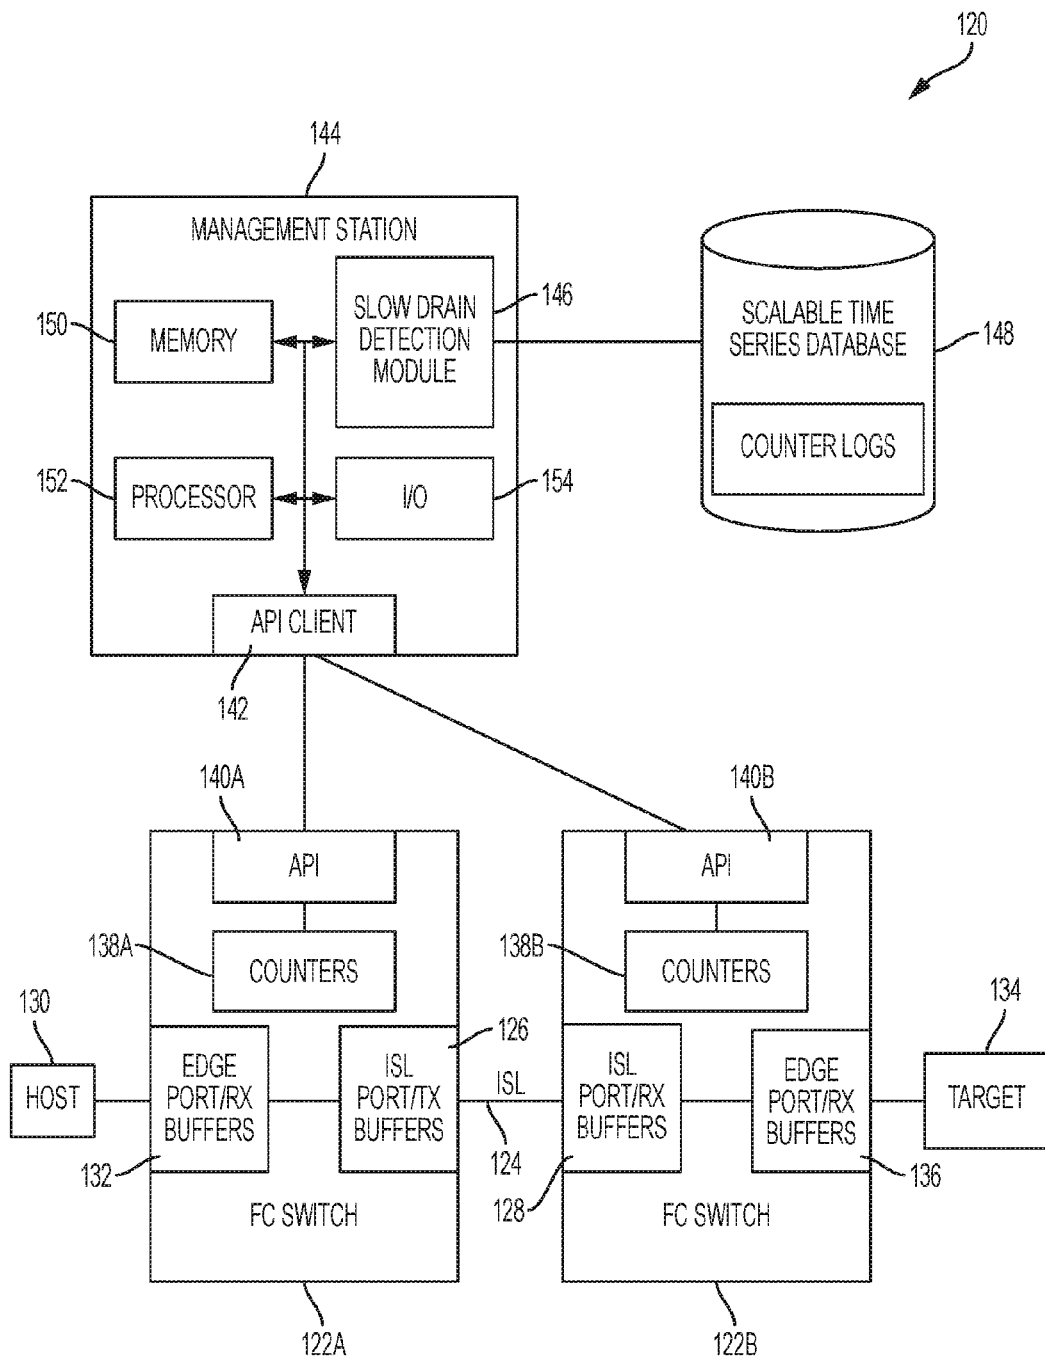 120
144
MANAGEMENT STATION
150
MEMORY
SLOW DRAIN
DETECTION
MODULE
146
SCALABLE TIME
SERIES DATABASE
148
COUNTER LOGS
152
PROCESSOR
I/O
154
API CLIENT
142
140A
140B
API
API
138A
COUNTERS
138B
COUNTERS
130
HOST
126
EDGE
PORT/RX
BUFFERS
132
ISL
PORT/TX
BUFFERS
ISL
124
ISL
PORT/RX
BUFFERS
128
EDGE
PORT/RX
BUFFERS
136
134
TARGET
FC SWITCH
FC SWITCH
122A
122B